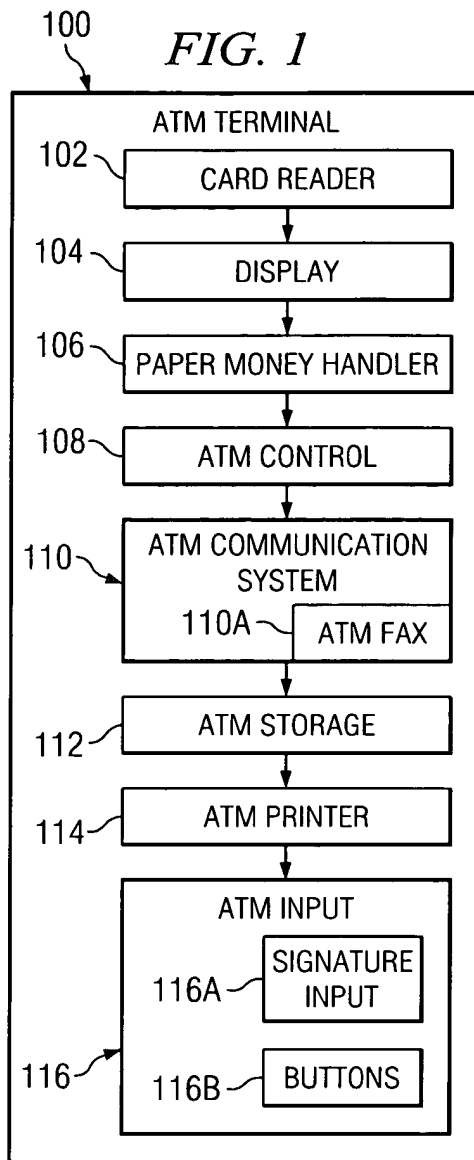 FIG. 1
100
ATM TERMINAL
102
CARD READER
104
DISPLAY
106
PAPER MONEY HANDLER
108
ATM CONTROL
110
ATM COMMUNICATION
SYSTEM
110A
ATM FAX
112
ATM STORAGE
114
ATM PRINTER
116
ATM INPUT
116A
SIGNATURE
INPUT
116B
BUTTONS